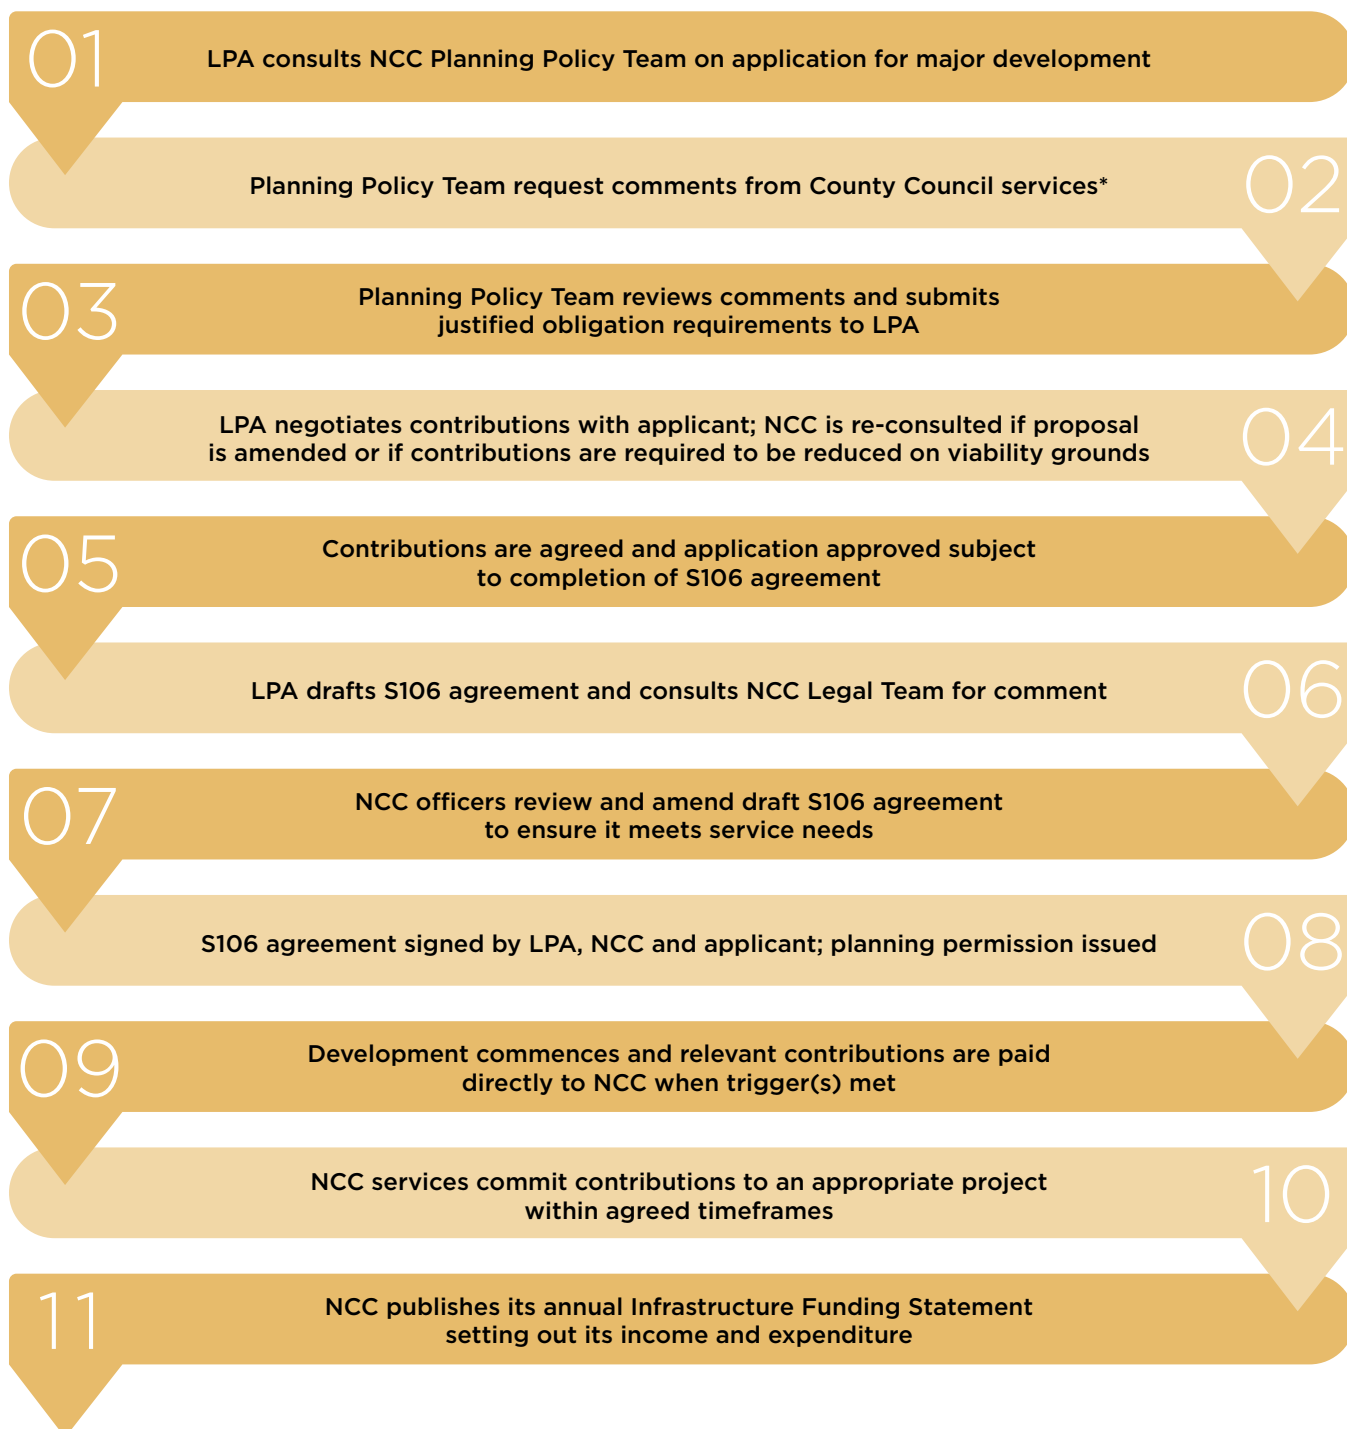 01
LPA consults NCC Planning Policy Team on application for major development
Planning Policy Team request comments from County Council services*
02
03
Planning Policy Team reviews comments and submits
justified obligation requirements to LPA
LPA negotiates contributions with applicant; NCC is re-consulted if proposal
is amended or if contributions are required to be reduced on viability grounds
04
05
Contributions are agreed and application approved subject
to completion of S106 agreement
LPA drafts S106 agreement and consults NCC Legal Team for comment
06
07
NCC officers review and amend draft S106 agreement
to ensure it meets service needs
S106 agreement signed by LPA, NCC and applicant; planning permission issued
08
09
Development commences and relevant contributions are paid
directly to NCC when trigger(s) met
NCC services commit contributions to an appropriate project
within agreed timeframes
10
11
NCC publishes its annual Infrastructure Funding Statement
setting out its income and expenditure